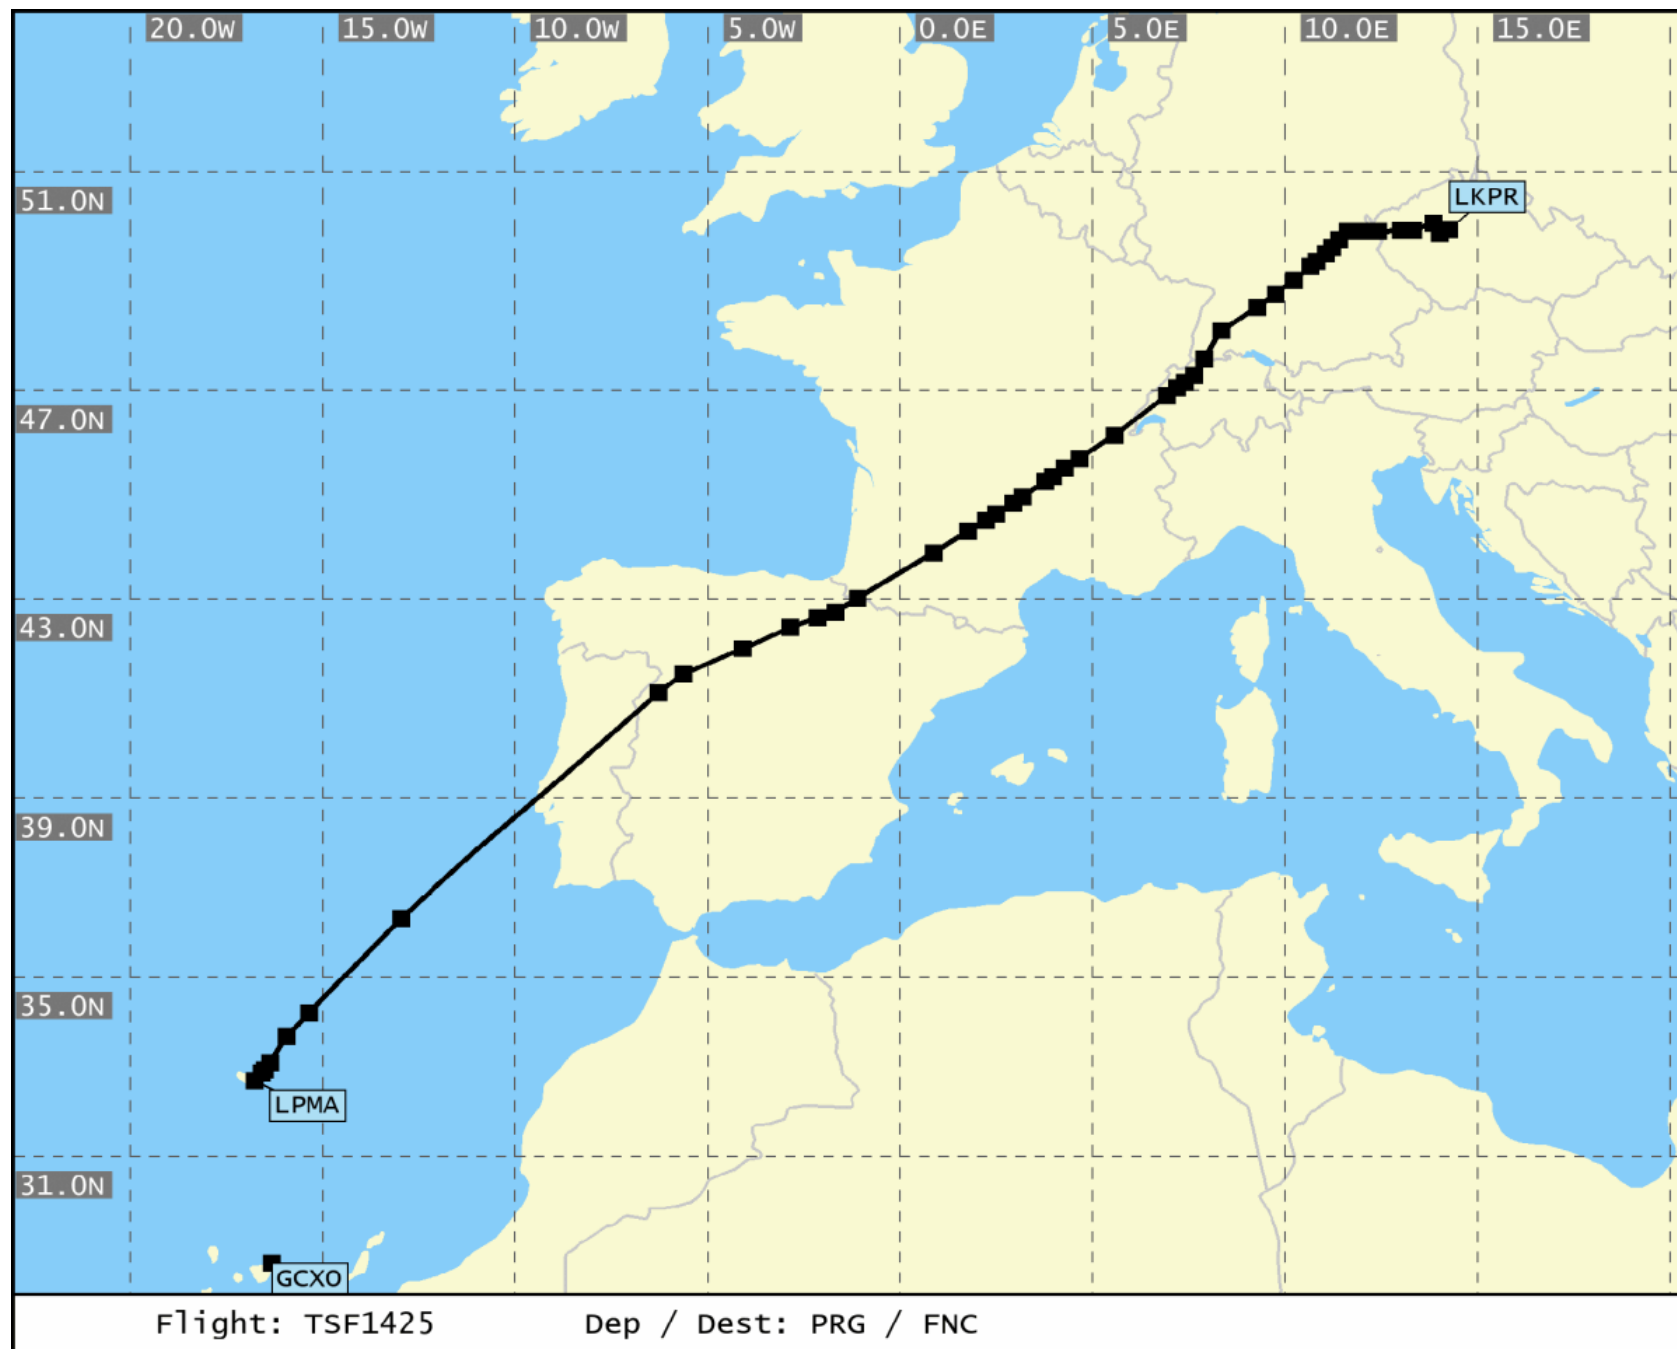 20.0W 15.0W 10.0W 5.0W 0.0E 5.0E 10.0E 15.0E
51.0N
LKPR
47.0N
43.0N
39.0N
35.0N
LPMA
31.0N
GCXO
Flight: TSF1425 Dep / Dest: PRG / FNC